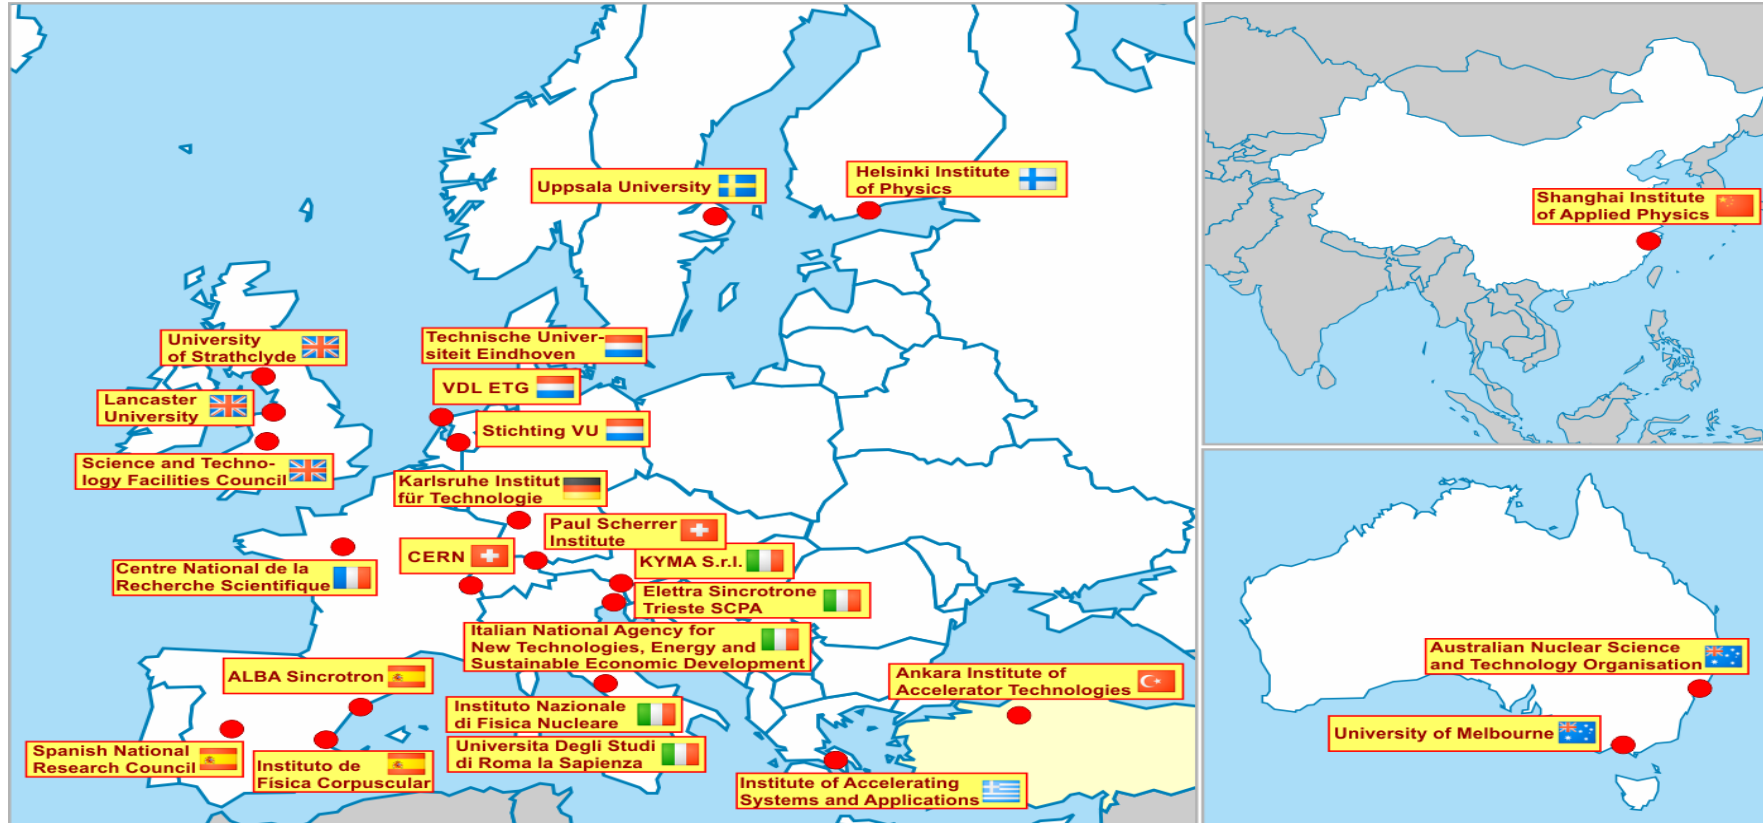 Uppsala University
Helsinki Institute
of Physics
University
of Strathclyde
Lancaster
University
Science and Techno-
logy Facilities Council
Technische Univer-
siteit Eindhoven
VDL ETG
Stichting VU
Karlsruhe Institut
für Technologie
Paul Scherrer
Institute
CERN
KYMA S.r.l.
Centre National de la
Recherche Scientifique
Elettra Sincrotrone
Trieste SCPA
Italian National Agency for
New Technologies, Energy and
Sustainable Economic Development
ALBA Sincrotron
Ankara Institute of
Accelerator Technologies
Instituto Nazionale
di Fisica Nucleare
Universita Degli Studi
di Roma la Sapienza
Spanish National
Research Council
Instituto de
Física Corpuscular
Institute of Accelerating
Systems and Applications
Shanghai Institute
of Applied Physics
Australian Nuclear Science
and Technology Organisation
University of Melbourne